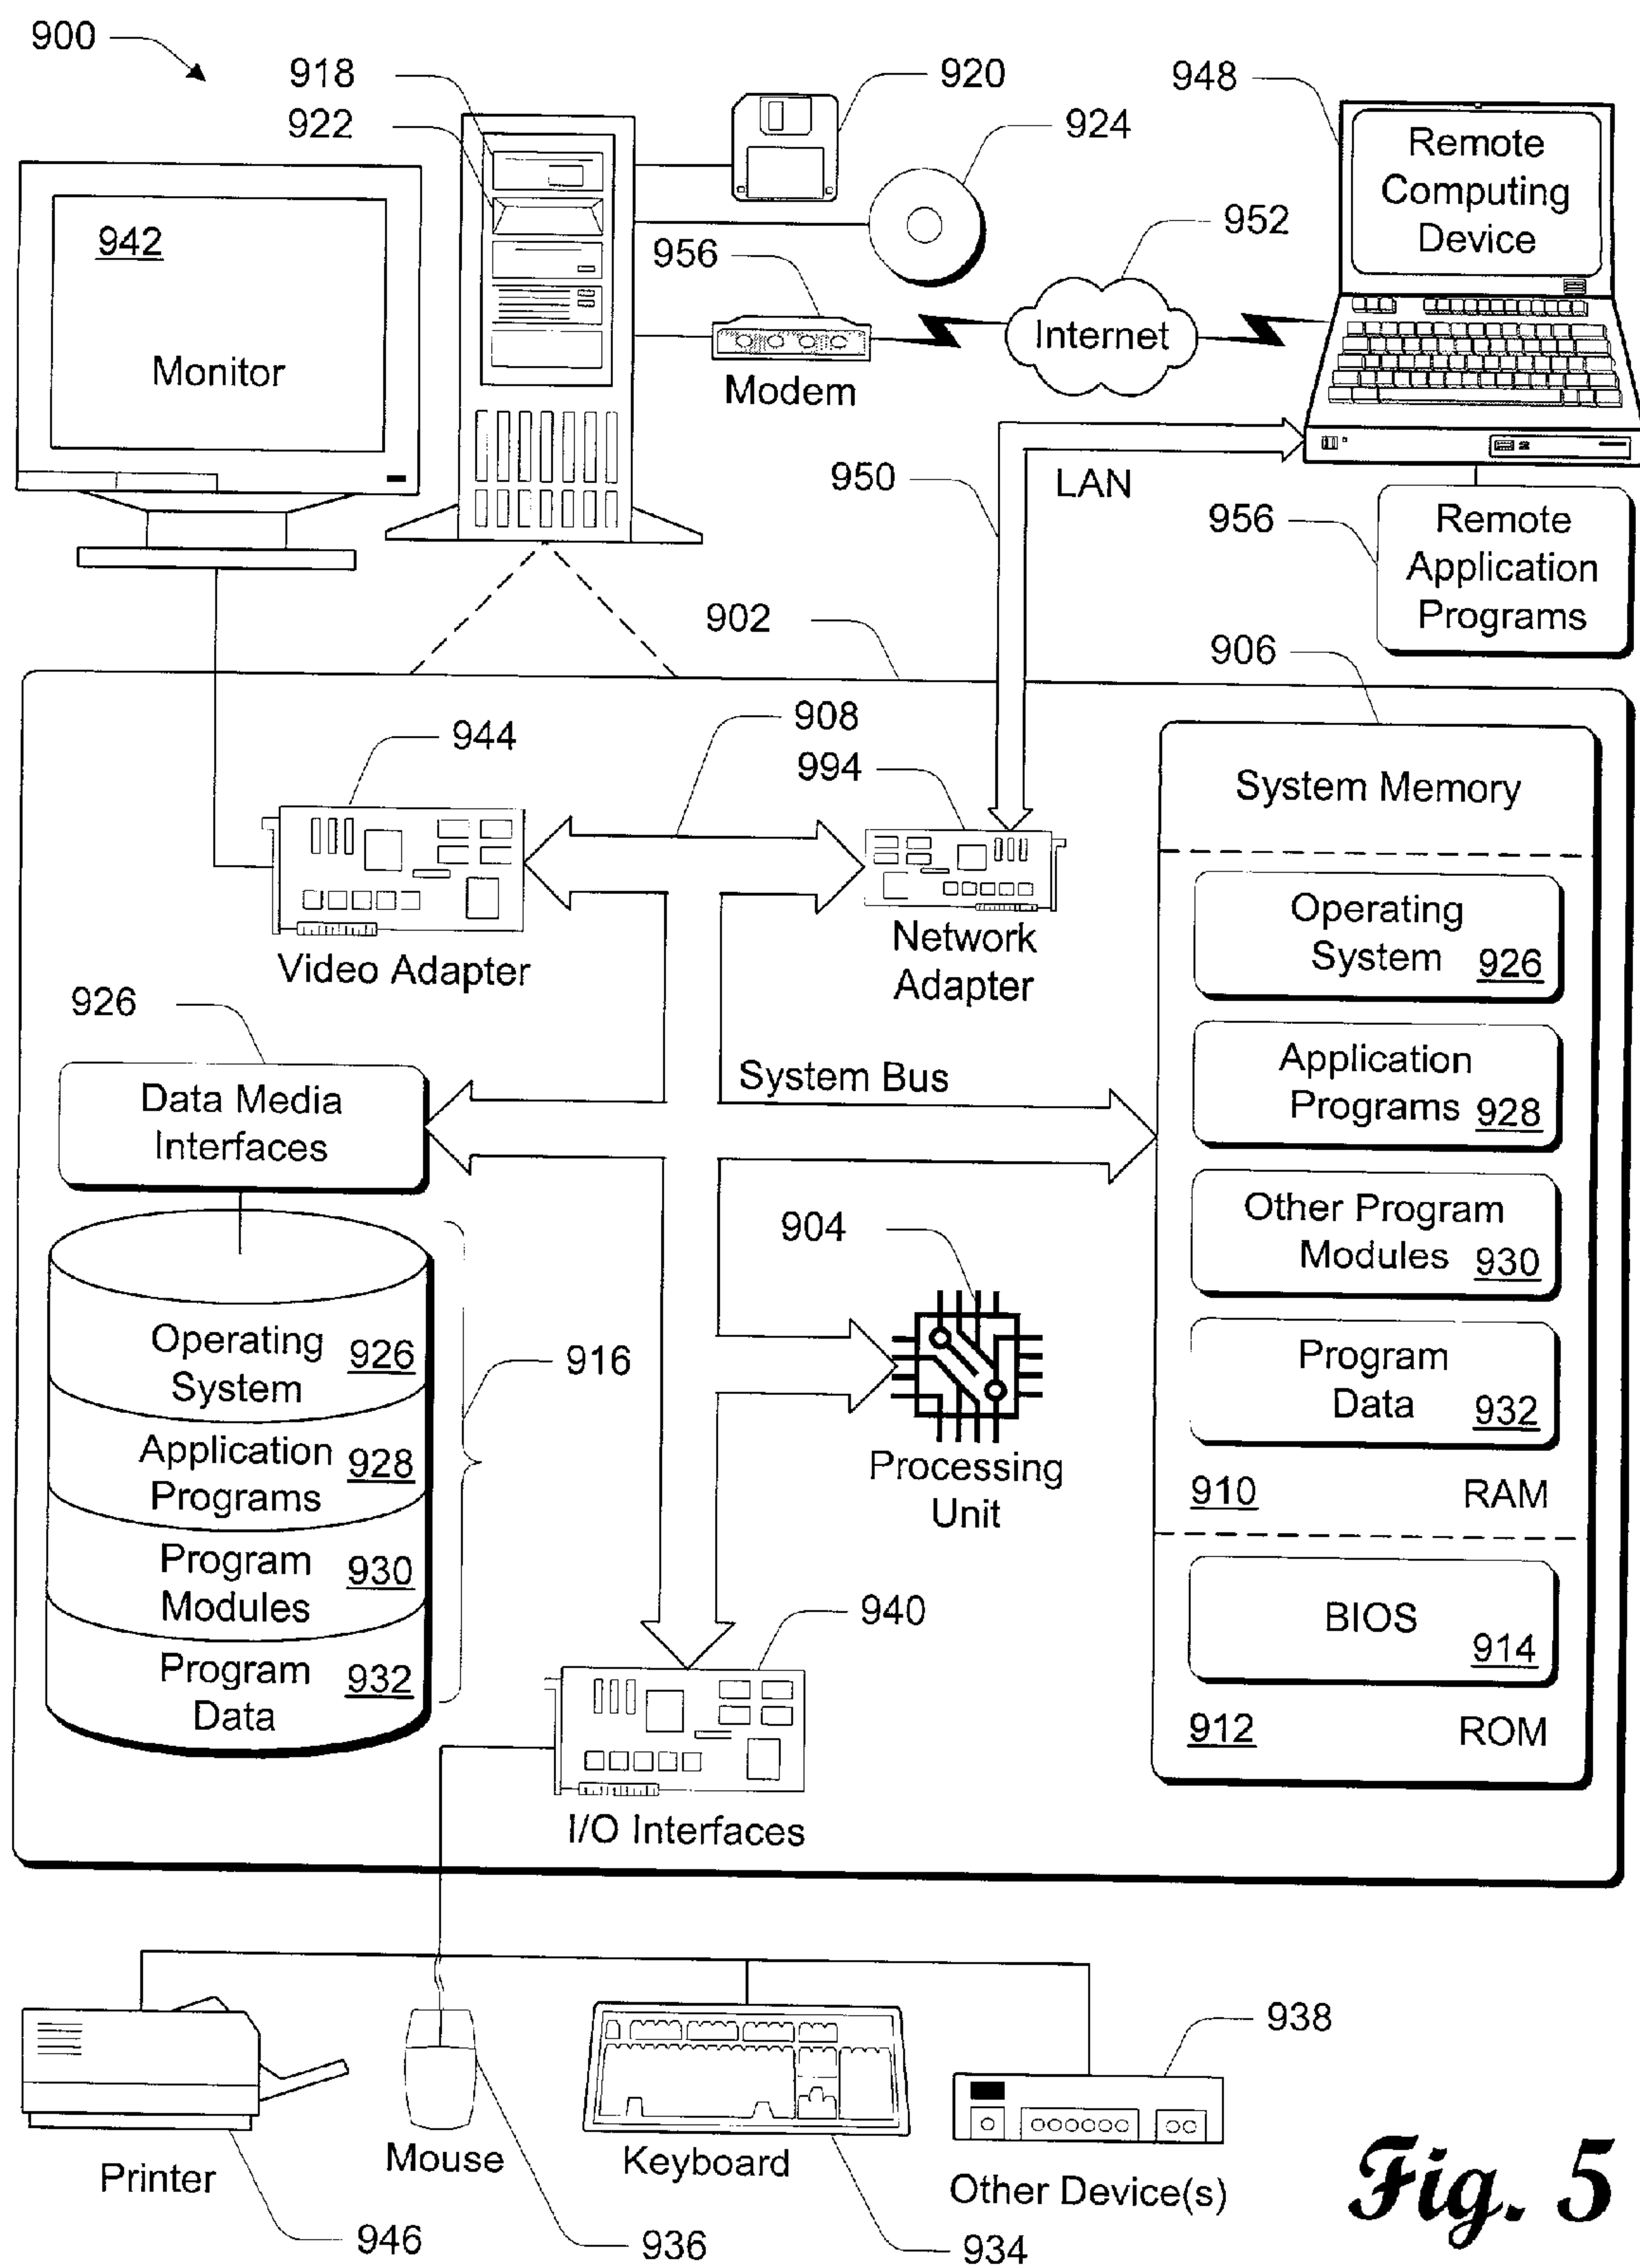 900
918
922
920
924
948
Remote
Computing
Device
942
Monitor
956
Modem
952
Internet
950
LAN
956
Remote
Application
Programs
902
906
944
908
994
System Memory
Video Adapter
Network
Adapter
Operating
System 926
926
Data Media
Interfaces
System Bus
Application
Programs 928
Other Program
Modules 930
904
Processing
Unit
Program
Data 932
910 RAM
Operating
System 926
916
Application
Programs 928
Program
Modules 930
Program
Data 932
940
I/O Interfaces
BIOS
914
912 ROM
Printer
946
Mouse
936
Keyboard
934
938
Other Device(s)
Fig. 5